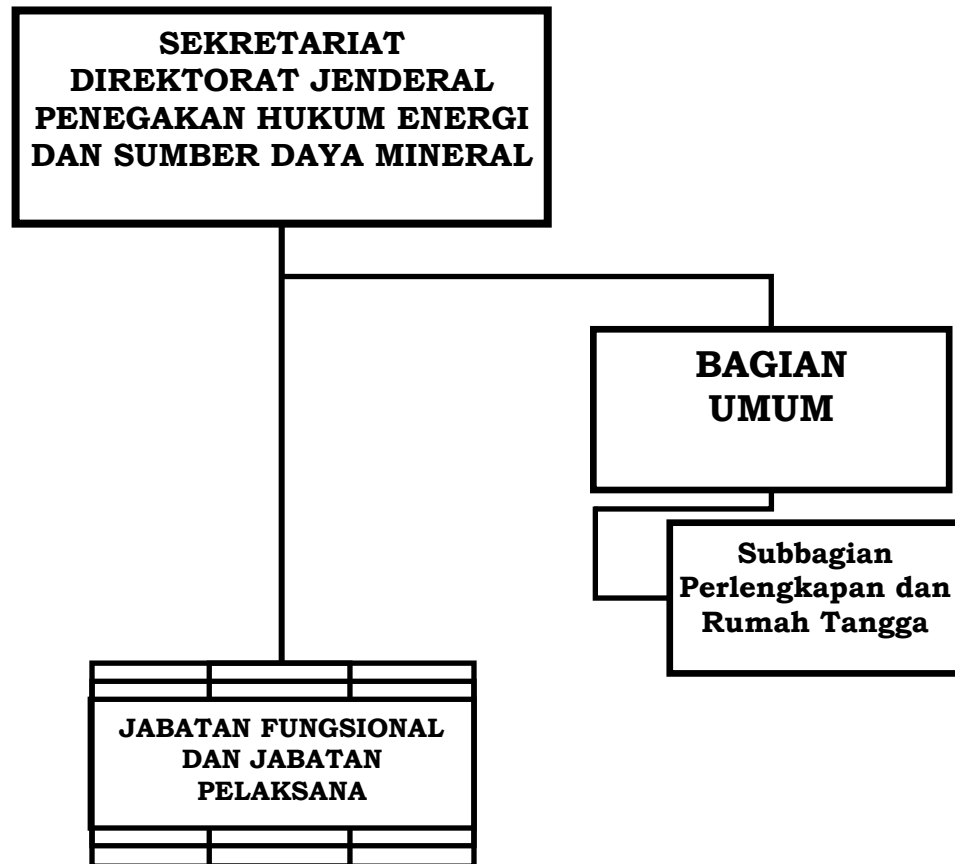 SEKRETARIAT
DIREKTORAT JENDERAL
PENEGAKAN HUKUM ENERGI
DAN SUMBER DAYA MINERAL
BAGIAN
UMUM
Subbagian
Perlengkapan dan
Rumah Tangga
JABATAN FUNGSIONAL
DAN JABATAN
PELAKSANA